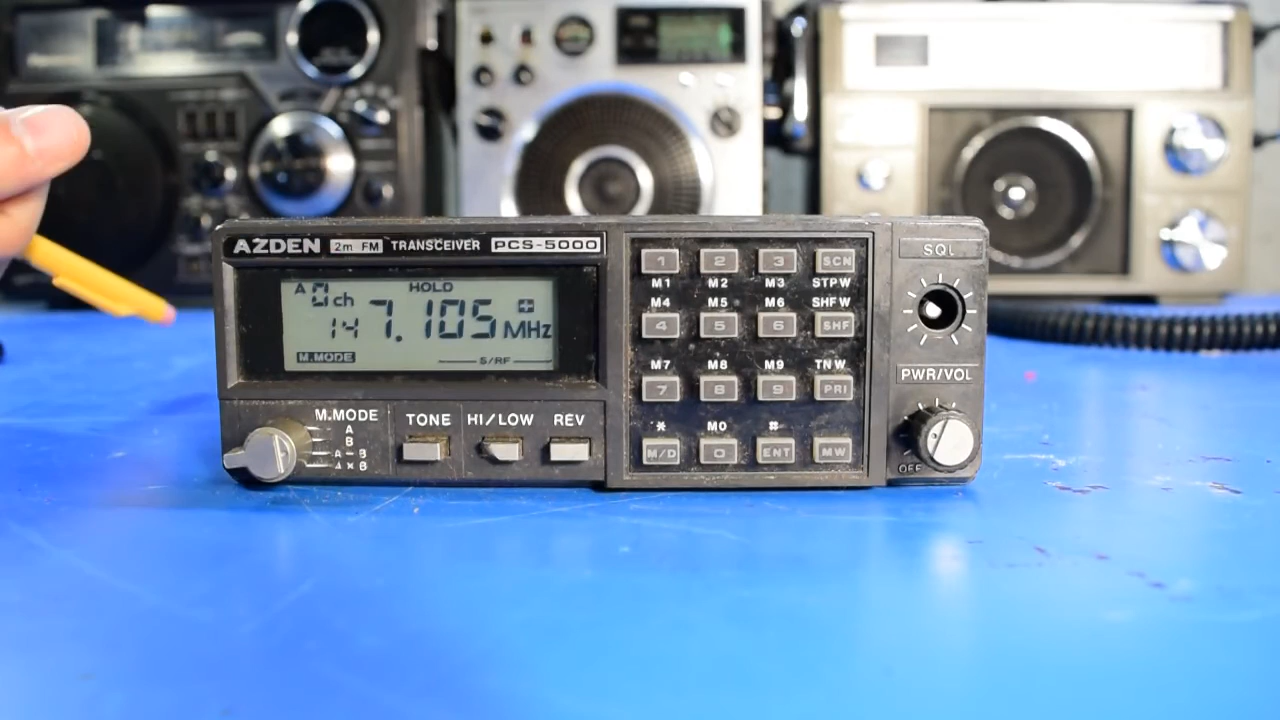 AZDEN 2m FM TRANSCEIVER PCS-5000
A 0 ch HOLD
147.105 + MHz
M.MODE S/RF
M.MODE
A
B
A-B
A×B
TONE HI/LOW REV
1 2 3 SCN
M1 M2 M3 STPW
M4 M5 M6 SHFW
4 5 6 SHF
M7 M8 M9 TNW
7 8 9 PRI
* M0 #
M/D 0 ENT MW
SQL
PWR/VOL
OFF